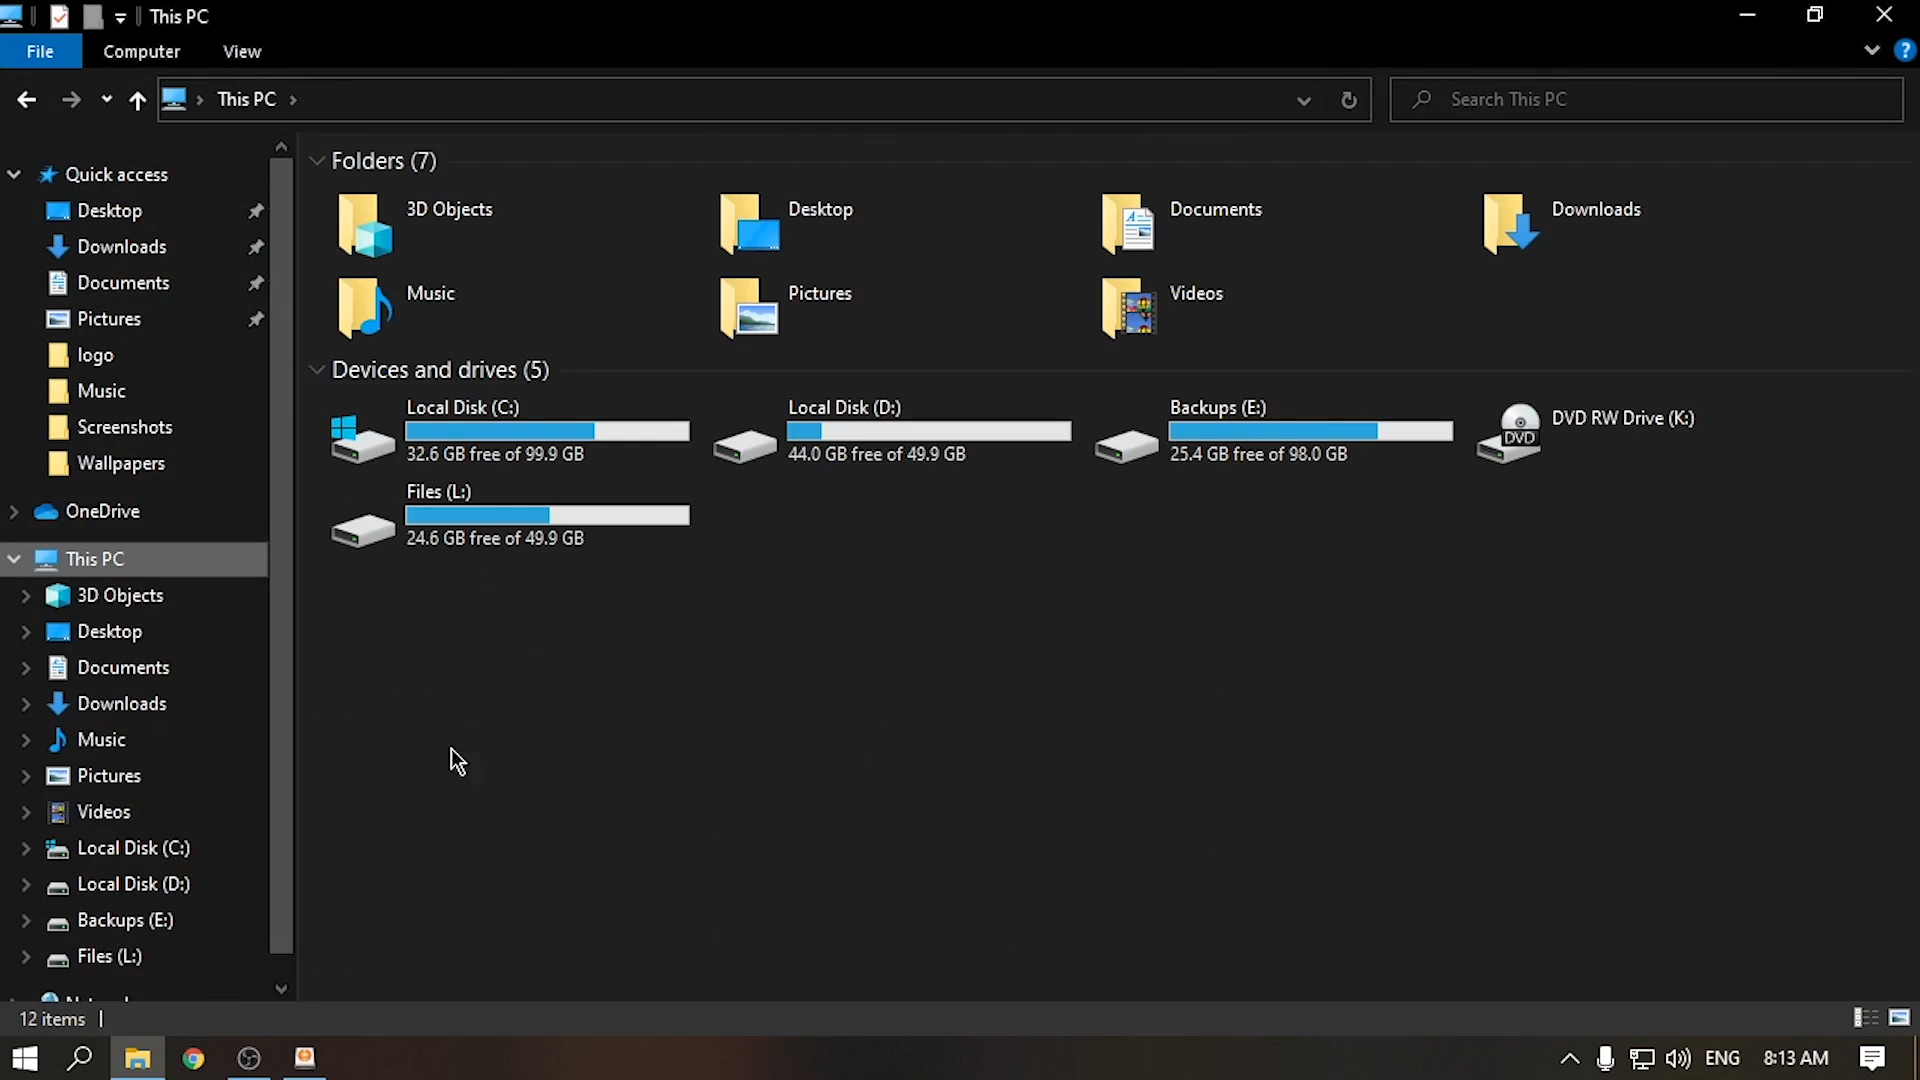 This PC
File
Computer
View
?
This PC
Search This PC
Quick access
Desktop
Downloads
Documents
Pictures
logo
Music
Screenshots
Wallpapers
OneDrive
This PC
3D Objects
Desktop
Documents
Downloads
Music
Pictures
Videos
Local Disk (C:)
Local Disk (D:)
Backups (E:)
Files (L:)
Folders (7)
3D Objects
Desktop
Documents
Downloads
Music
Pictures
Videos
Devices and drives (5)
Local Disk (C:)
32.6 GB free of 99.9 GB
Local Disk (D:)
44.0 GB free of 49.9 GB
Backups (E:)
25.4 GB free of 98.0 GB
DVD
DVD RW Drive (K:)
Files (L:)
24.6 GB free of 49.9 GB
12 items
ENG
8:13 AM